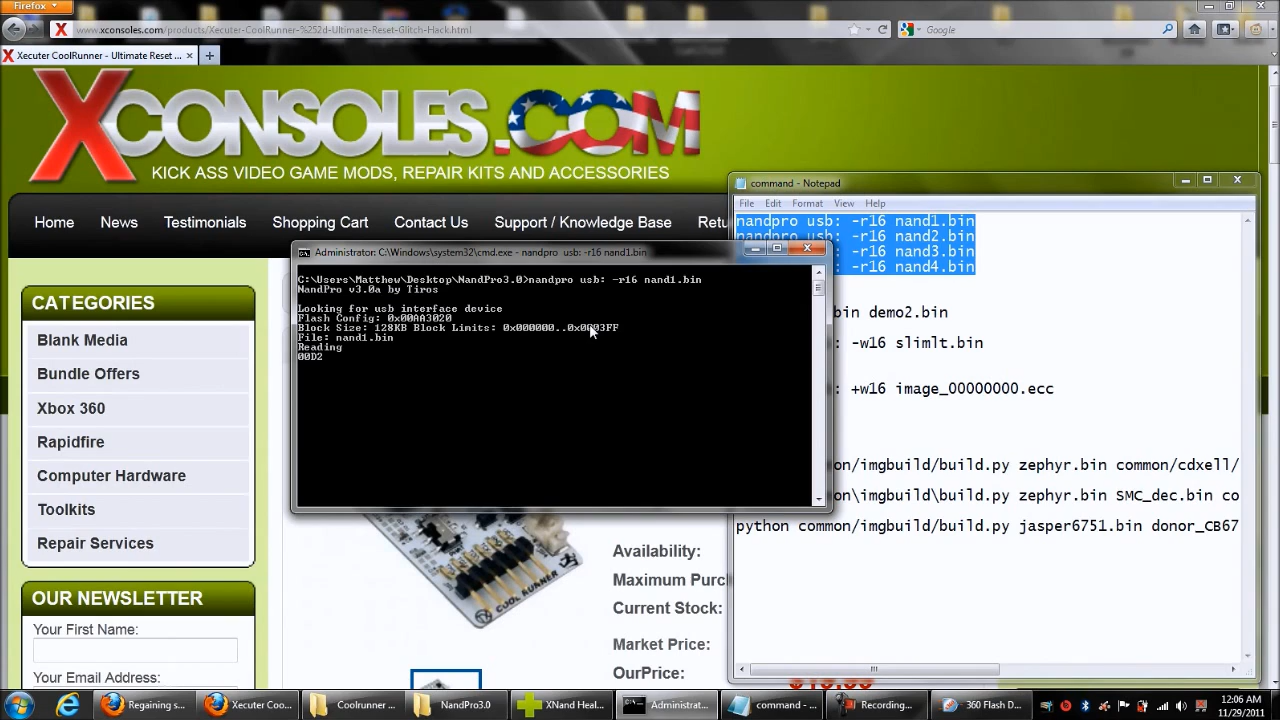 Firefox
www.xconsoles.com/products/Xecuter-CoolRunner-%252d-Ultimate-Reset-Glitch-Hack.html
Google
Xecuter CoolRunner - Ultimate Reset ...
XCONSOLES.COM
KICK ASS VIDEO GAME MODS, REPAIR KITS AND ACCESSORIES
Home News Testimonials Shopping Cart Contact Us Support / Knowledge Base Retu
command - Notepad
File Edit Format View Help
nandpro usb: -r16 nand1.bin
nandpro usb: -r16 nand2.bin
: -r16 nand3.bin
: -r16 nand4.bin
bin demo2.bin
: -w16 slimlt.bin
: +w16 image_00000000.ecc
on/imgbuild/build.py zephyr.bin common/cdxell/
on\imgbuild\build.py zephyr.bin SMC_dec.bin co
python common/imgbuild/build.py jasper6751.bin donor_CB67
Administrator: C:\Windows\system32\cmd.exe - nandpro usb: -r16 nand1.bin
C:\Users\Matthew\Desktop\NandPro3.0>nandpro usb: -r16 nand1.bin
NandPro v3.0a by Tiros
Looking for usb interface device
Flash Config: 0x00AA3020
Block Size: 128KB Block Limits: 0x000000..0x0003FF
File: nand1.bin
Reading
00D2
CATEGORIES
Blank Media
Bundle Offers
Xbox 360
Rapidfire
Computer Hardware
Toolkits
Repair Services
OUR NEWSLETTER
Your First Name:
Your Email Address:
COOL RUNNER
Availability:
Maximum Purc
Current Stock:
Market Price:
OurPrice:
Regaining s...
Xecuter Coo...
Coolrunner ...
NandPro3.0
XNand Heal...
Administrat...
command - ...
Recording...
360 Flash D...
12:06 AM
11/29/2011